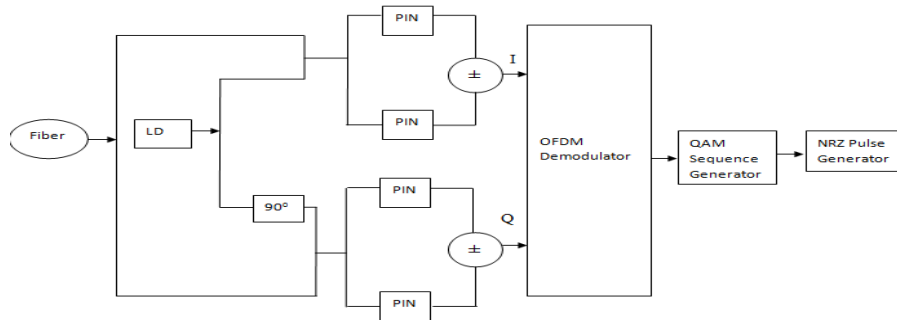 PIN
I
±
Fiber
LD
PIN
OFDM
Demodulator
QAM
Sequence
Generator
NRZ Pulse
Generator
90°
PIN
Q
±
PIN